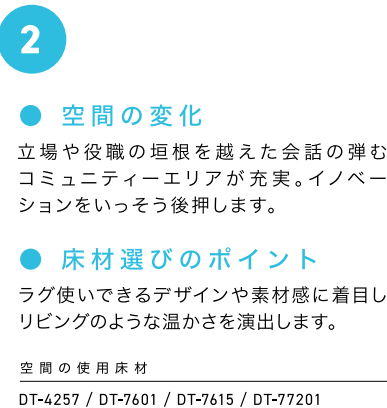 2
● 空間の変化
立場や役職の垣根を越えた会話の弾む
コミュニティーエリアが充実。イノベー
ションをいっそう後押しします。
● 床材選びのポイント
ラグ使いできるデザインや素材感に着目し
リビングのような温かさを演出します。
空間の使用床材
DT-4257 / DT-7601 / DT-7615 / DT-77201